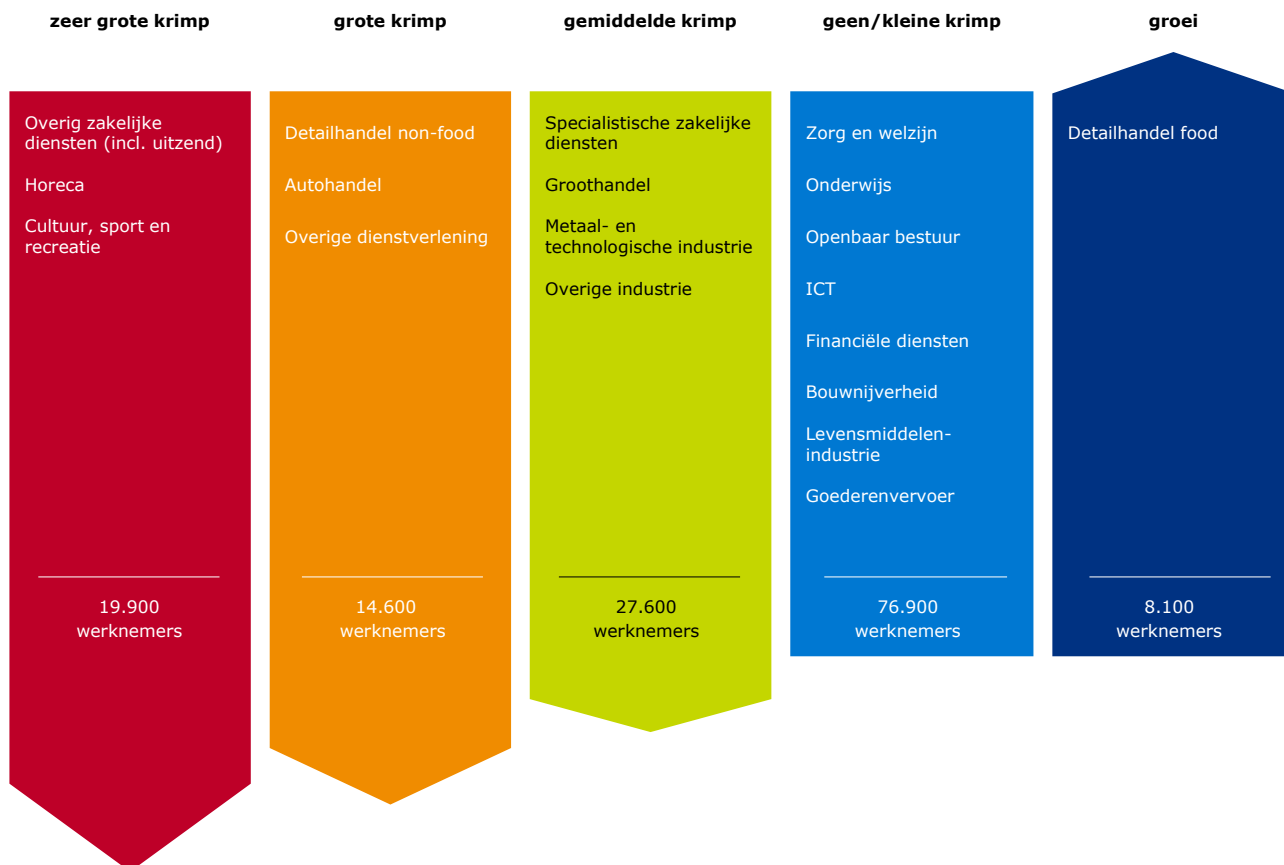 zeer grote krimp
grote krimp
gemiddelde krimp
geen/kleine krimp
groei
Overig zakelijke
diensten (incl. uitzend)
Horeca
Cultuur, sport en
recreatie
19.900
werknemers
Detailhandel non-food
Autohandel
Overige dienstverlening
14.600
werknemers
Specialistische zakelijke
diensten
Groothandel
Metaal- en
technologische industrie
Overige industrie
27.600
werknemers
Zorg en welzijn
Onderwijs
Openbaar bestuur
ICT
Financiële diensten
Bouwnijverheid
Levensmiddelen-
industrie
Goederenvervoer
76.900
werknemers
Detailhandel food
8.100
werknemers